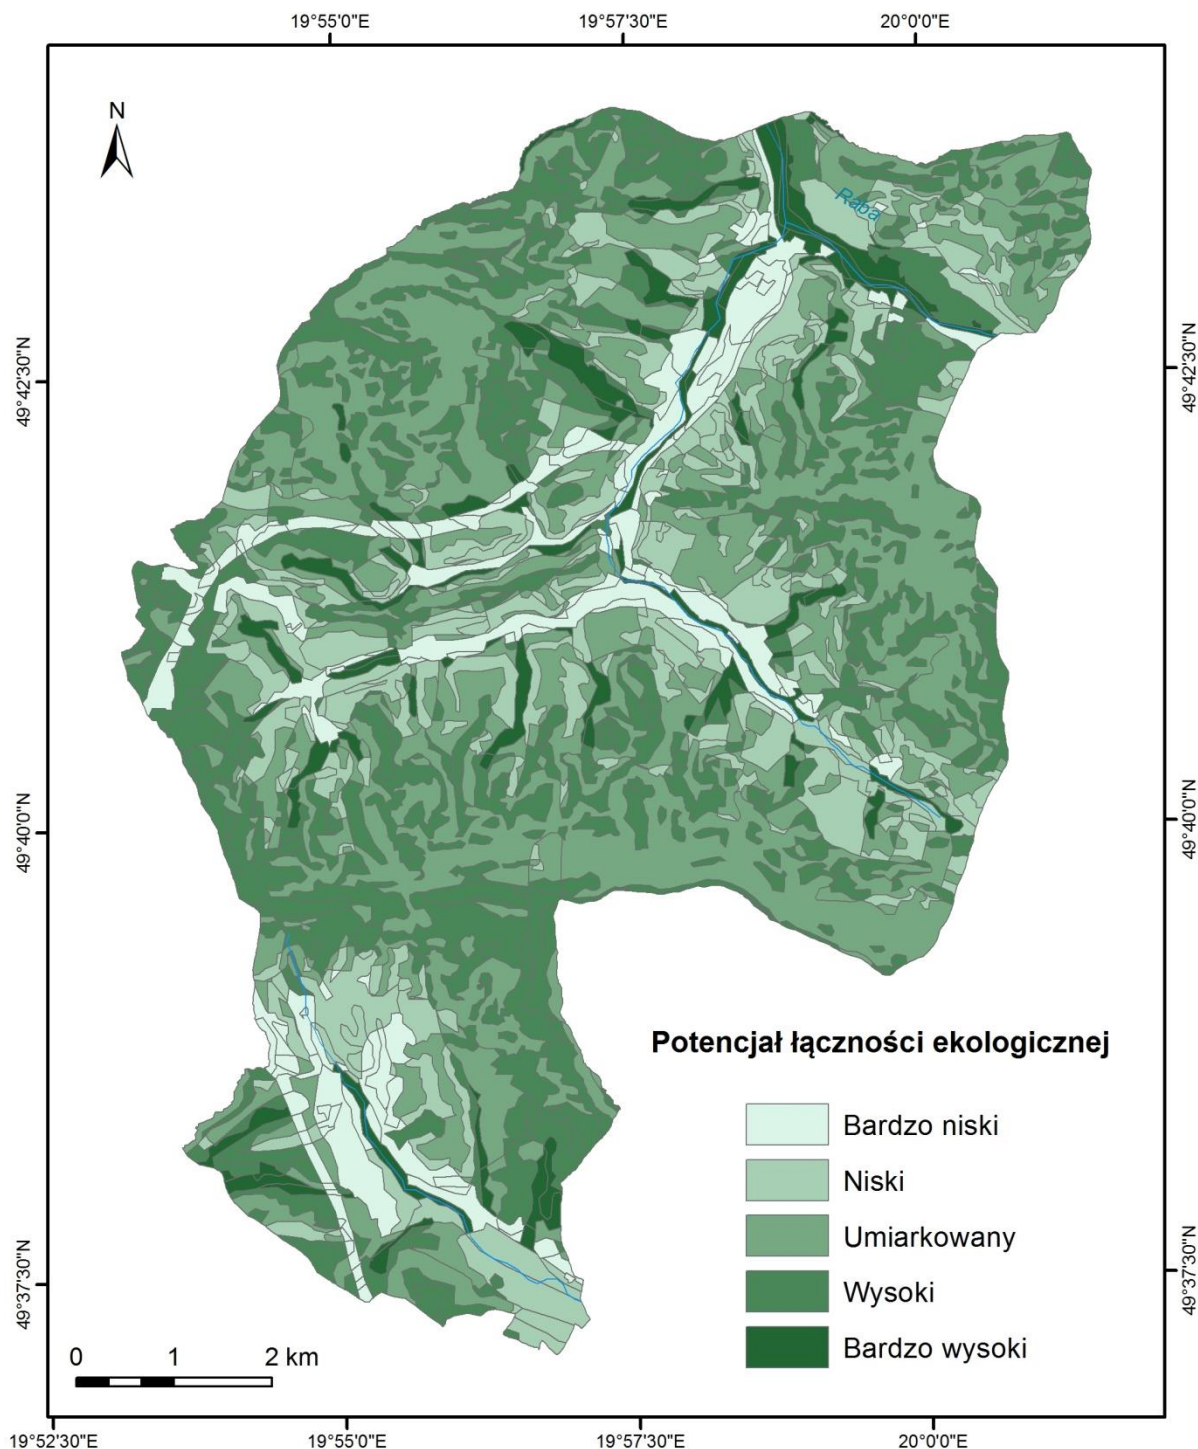 19°55'0"E 19°57'30"E 20°0'0"E
N
Raba
49°42'30"N 49°42'30"N
49°40'0"N 49°40'0"N
Potencjał łączności ekologicznej
Bardzo niski
Niski
Umiarkowany
Wysoki
Bardzo wysoki
49°37'30"N 49°37'30"N
0 1 2 km
19°52'30"E 19°55'0"E 19°57'30"E 20°0'0"E